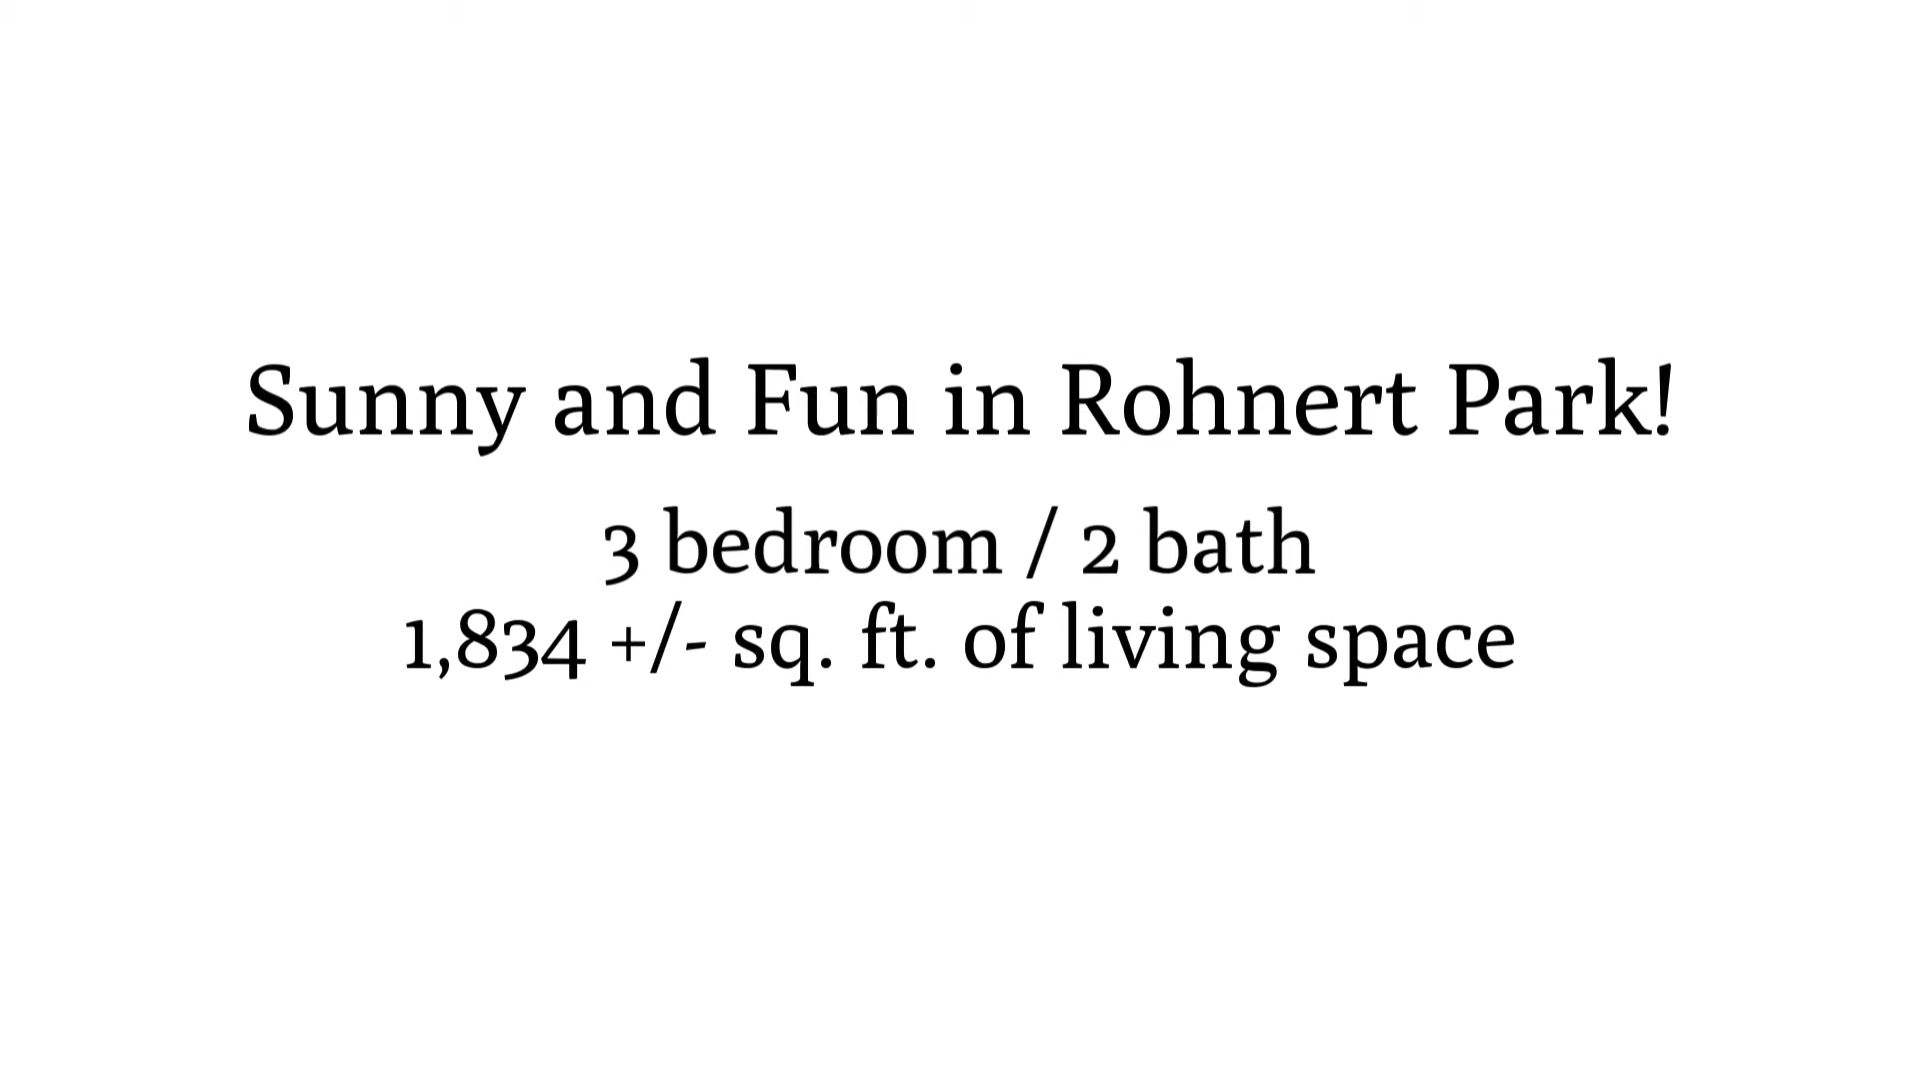 Sunny and Fun in Rohnert Park!
3 bedroom / 2 bath
1,834 +/- sq. ft. of living space